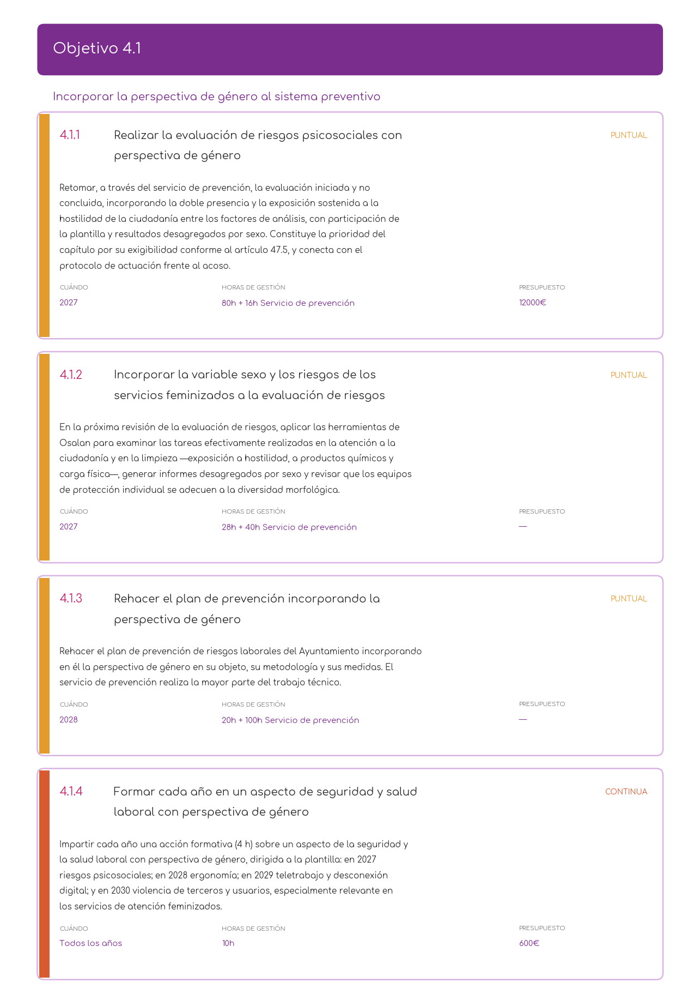 Objetivo 4.1
Incorporar la perspectiva de género al sistema preventivo
4.1.1 Realizar la evaluación de riesgos psicosociales con PUNTUAL
perspectiva de género
Retomar, a través del servicio de prevención, la evaluación iniciada y no
concluida, incorporando la doble presencia y la exposición sostenida a la
hostilidad de la ciudadanía entre los factores de análisis, con participación de
la plantilla y resultados desagregados por sexo. Constituye la prioridad del
capítulo por su exigibilidad conforme al artículo 47.5, y conecta con el
protocolo de actuación frente al acoso.
CUÁNDO HORAS DE GESTIÓN PRESUPUESTO
2027 80h + 16h Servicio de prevención 12000€
4.1.2 Incorporar la variable sexo y los riesgos de los PUNTUAL
servicios feminizados a la evaluación de riesgos
En la próxima revisión de la evaluación de riesgos, aplicar las herramientas de
Osalan para examinar las tareas efectivamente realizadas en la atención a la
ciudadanía y en la limpieza —exposición a hostilidad, a productos químicos y
carga física—, generar informes desagregados por sexo y revisar que los equipos
de protección individual se adecuen a la diversidad morfológica.
CUÁNDO HORAS DE GESTIÓN PRESUPUESTO
2027 28h + 40h Servicio de prevención —
4.1.3 Rehacer el plan de prevención incorporando la PUNTUAL
perspectiva de género
Rehacer el plan de prevención de riesgos laborales del Ayuntamiento incorporando
en él la perspectiva de género en su objeto, su metodología y sus medidas. El
servicio de prevención realiza la mayor parte del trabajo técnico.
CUÁNDO HORAS DE GESTIÓN PRESUPUESTO
2028 20h + 100h Servicio de prevención —
4.1.4 Formar cada año en un aspecto de seguridad y salud CONTINUA
laboral con perspectiva de género
Impartir cada año una acción formativa (4 h) sobre un aspecto de la seguridad y
la salud laboral con perspectiva de género, dirigida a la plantilla: en 2027
riesgos psicosociales; en 2028 ergonomía; en 2029 teletrabajo y desconexión
digital; y en 2030 violencia de terceros y usuarios, especialmente relevante en
los servicios de atención feminizados.
CUÁNDO HORAS DE GESTIÓN PRESUPUESTO
Todos los años 10h 600€